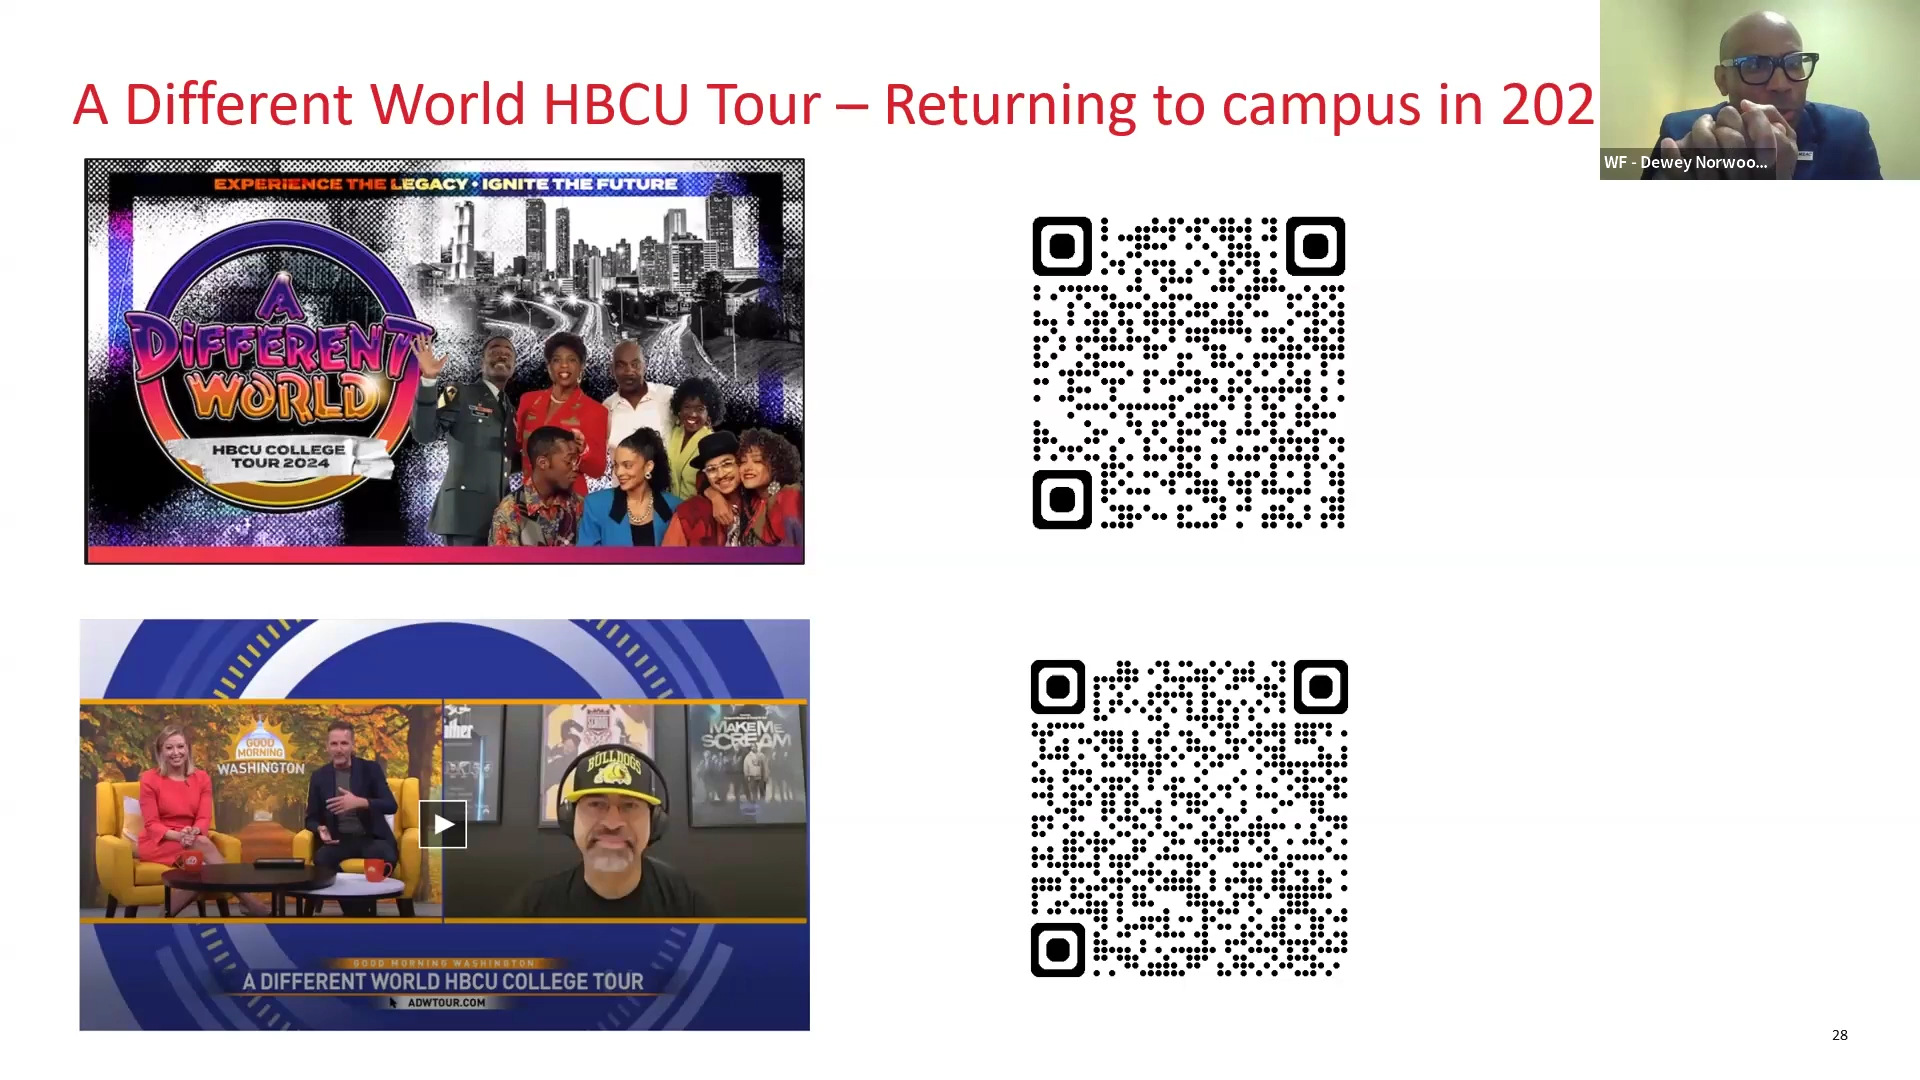 A Different World HBCU Tour – Returning to campus in 202
WF - Dewey Norwoo...
EXPERIENCE THE LEGACY • IGNITE THE FUTURE
A
DIFFERENT
WORLD
HBCU COLLEGE
TOUR 2024
GOOD
MORNING
WASHINGTON
BULLDOGS
MAKE ME
SCREAM
GOOD MORNING WASHINGTON
A DIFFERENT WORLD HBCU COLLEGE TOUR
ADWTOUR.COM
28